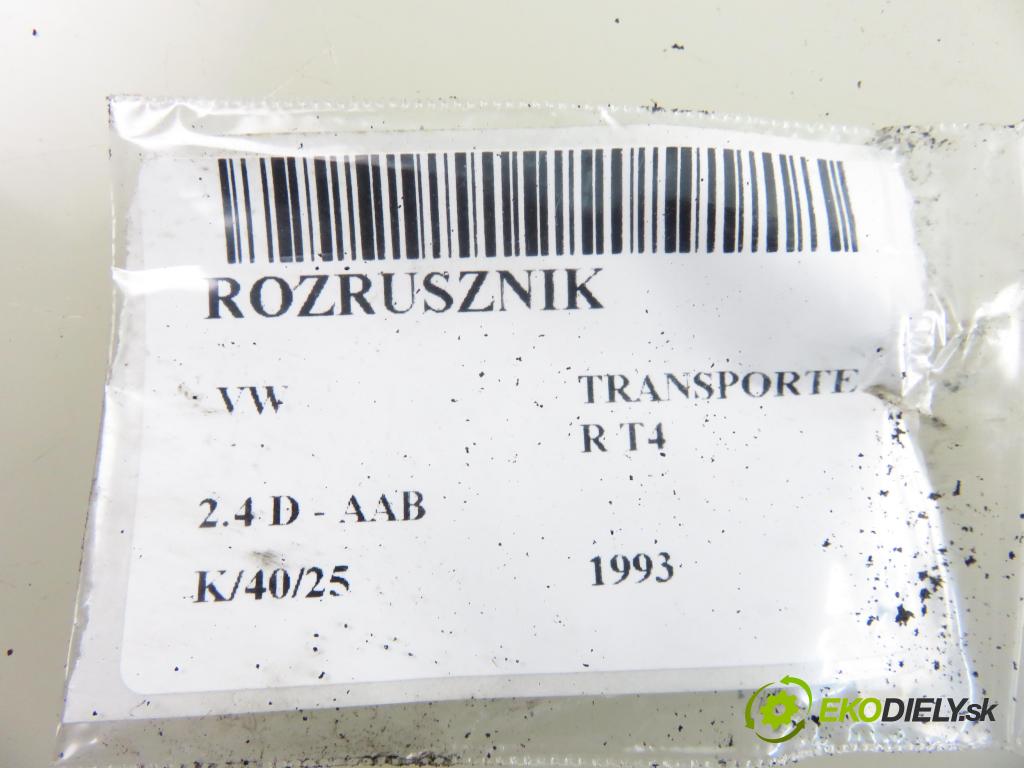 ROZRUSZNIK
VW
TRANSPORTE
R T4
2.4 D - AAB
K/40/25
1993
EKODIELY.sk